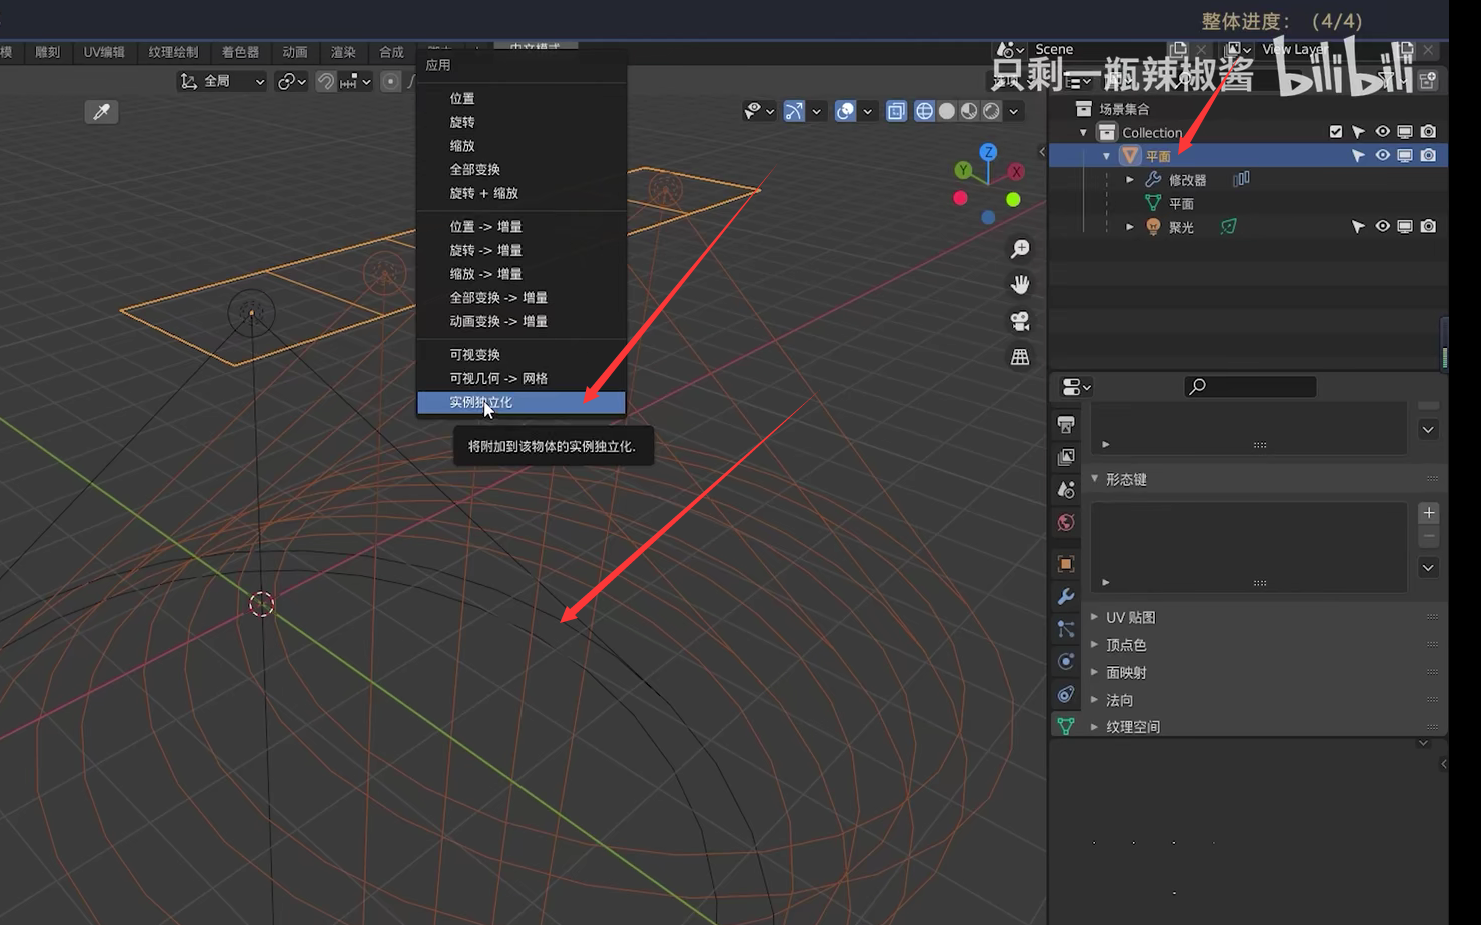 整体进度： (4/4)
模 雕刻 UV编辑 纹理绘制 着色器 动画 渲染 合成
中文模式
Scene
View Layer
只剩一瓶辣椒酱 bilibili
全局
应用
位置
旋转
缩放
全部变换
旋转 + 缩放
位置 -> 增量
旋转 -> 增量
缩放 -> 增量
全部变换 -> 增量
动画变换 -> 增量
可视变换
可视几何 -> 网格
实例独立化
将附加到该物体的实例独立化.
Z
Y
X
场景集合
Collection
平面
修改器
平面
聚光
形态键
UV 贴图
顶点色
面映射
法向
纹理空间